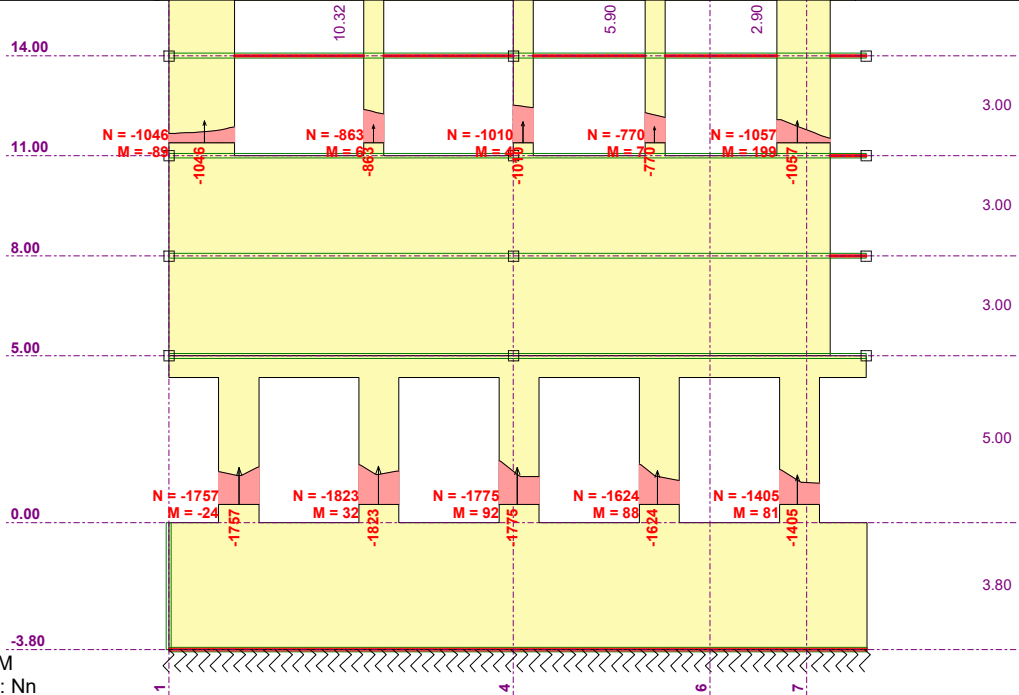 10.32
5.90
2.90
14.00
3.00
N = -1046
N = -863
N = -1010
N = -770
N = -1057
M = -89
M = 6
M = 7
M = 199
11.00
-1046
-863
-1010
-770
-1057
3.00
8.00
3.00
5.00
5.00
N = -1757
N = -1823
N = -1775
N = -1624
N = -1405
M = -24
M = 32
M = 92
M = 88
M = 81
0.00
-1757
-1823
-1775
-1624
-1405
3.80
-3.80
M
: Nn
1
4
6
7